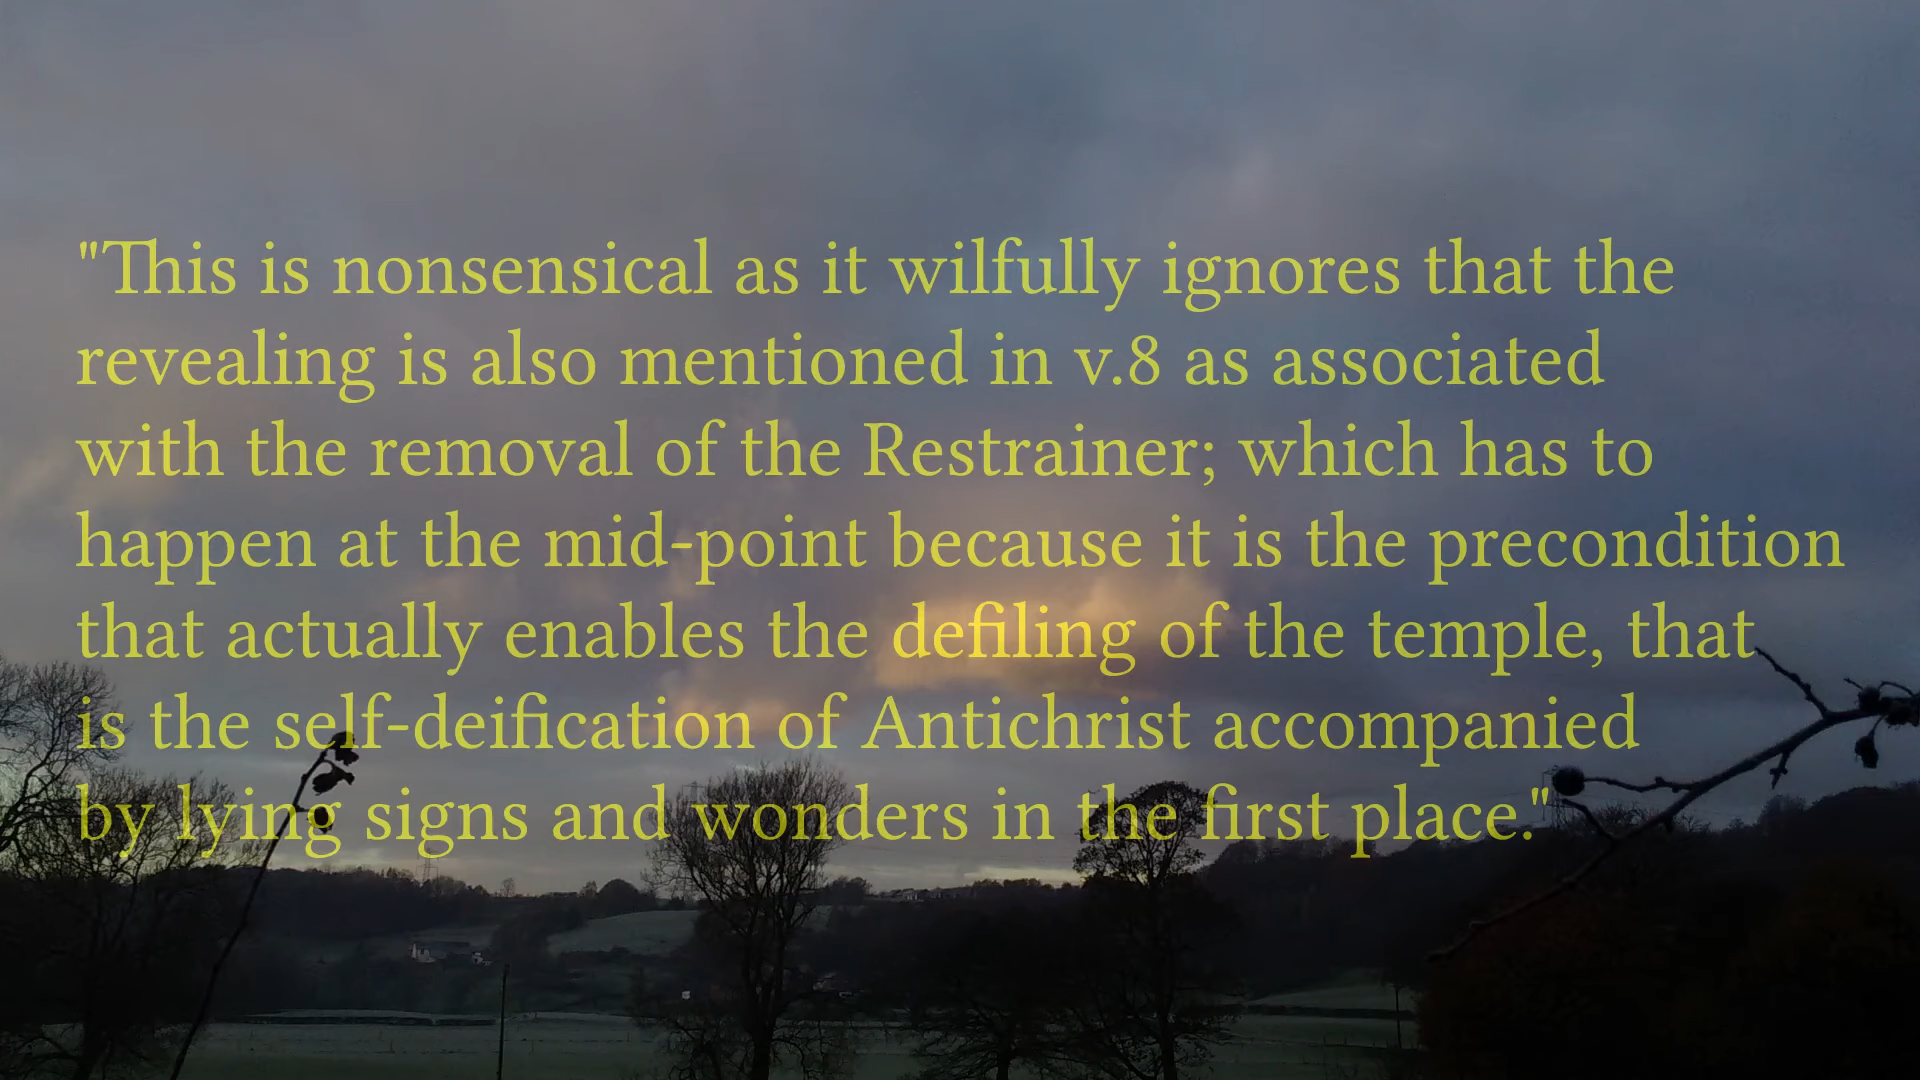 "This is nonsensical as it wilfully ignores that the
revealing is also mentioned in v.8 as associated
with the removal of the Restrainer; which has to
happen at the mid-point because it is the precondition
that actually enables the defiling of the temple, that
is the self-deification of Antichrist accompanied
by lying signs and wonders in the first place."